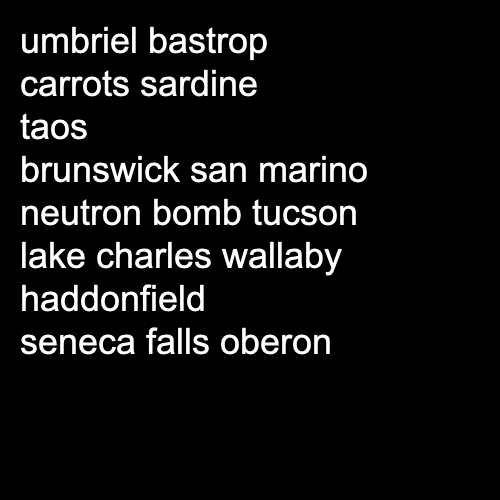 umbriel bastrop
carrots sardine
taos
brunswick san marino
neutron bomb tucson
lake charles wallaby
haddonfield
seneca falls oberon